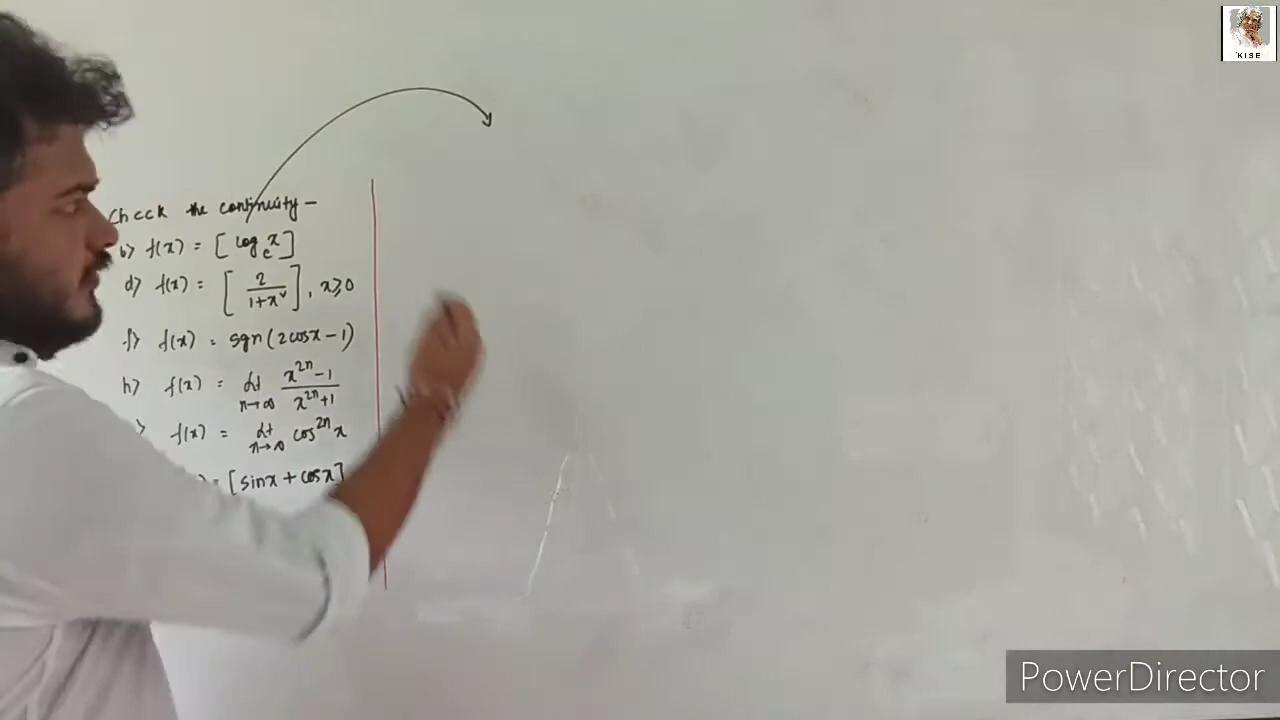 Check the continuity –
b> f(x) = [log_e x]
d> f(x) = [2/(1+x²)], x≥0
f> f(x) = sgn(2cosx – 1)
h> f(x) = Lt n→∞ (x^2n – 1)/(x^2n + 1)
f(x) = Lt n→∞ cos^2n x
= [sinx + cosx]
KISE
PowerDirector